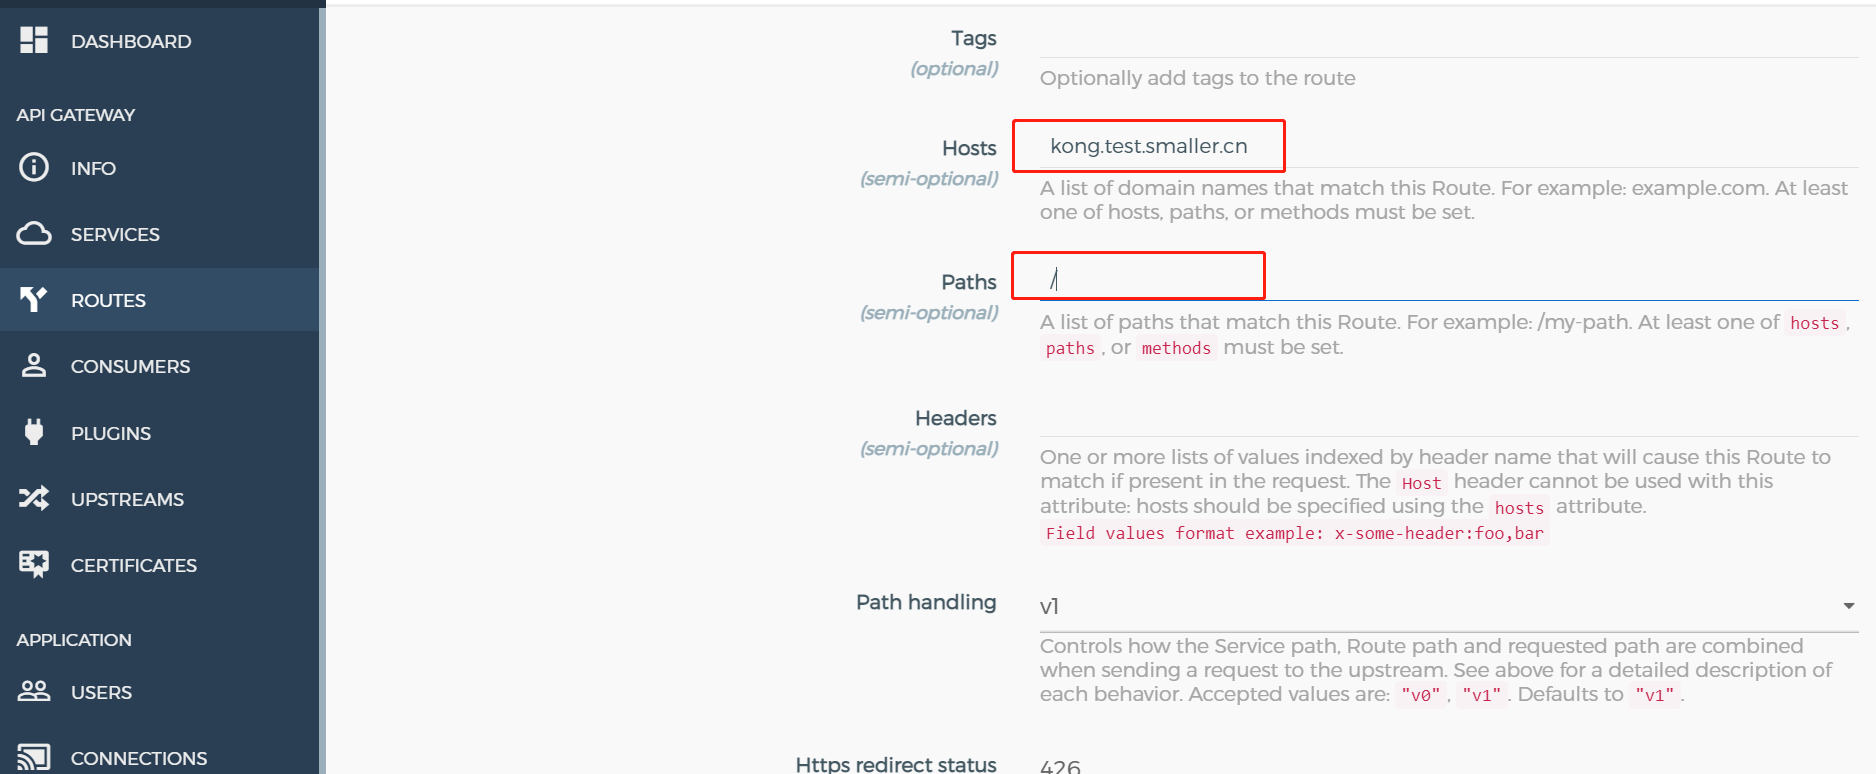 DASHBOARD
API GATEWAY
INFO
SERVICES
ROUTES
CONSUMERS
PLUGINS
UPSTREAMS
CERTIFICATES
APPLICATION
USERS
CONNECTIONS
Tags
(optional)
Optionally add tags to the route
Hosts
(semi-optional)
kong.test.smaller.cn
A list of domain names that match this Route. For example: example.com. At least
one of hosts, paths, or methods must be set.
Paths
(semi-optional)
/
A list of paths that match this Route. For example: /my-path. At least one of hosts ,
paths , or methods must be set.
Headers
(semi-optional)
One or more lists of values indexed by header name that will cause this Route to
match if present in the request. The Host header cannot be used with this
attribute: hosts should be specified using the hosts attribute.
Field values format example: x-some-header:foo,bar
Path handling
v1
Controls how the Service path, Route path and requested path are combined
when sending a request to the upstream. See above for a detailed description of
each behavior. Accepted values are: "v0" , "v1" . Defaults to "v1" .
Https redirect status
426